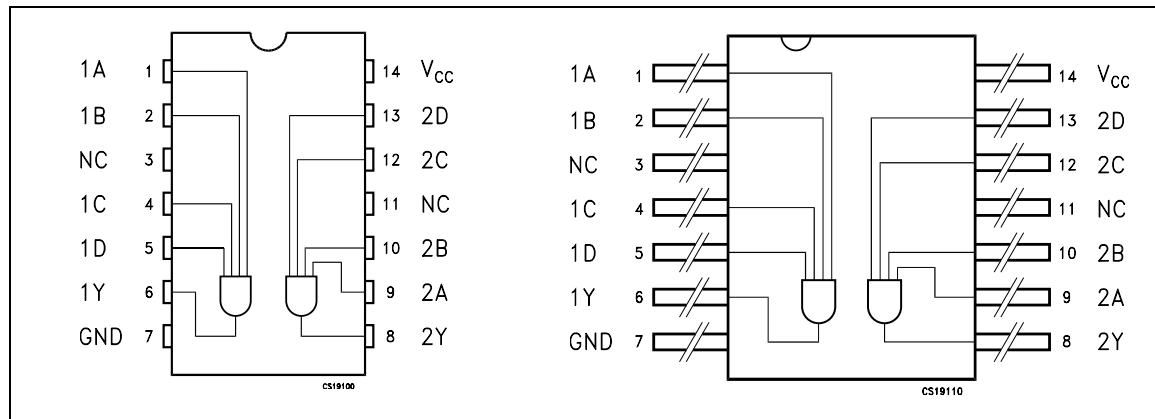 1A 1 14 VCC
1B 2 13 2D
NC 3 12 2C
1C 4 11 NC
1D 5 10 2B
1Y 6 9 2A
GND 7 8 2Y
CS19100
1A 1 14 VCC
1B 2 13 2D
NC 3 12 2C
1C 4 11 NC
1D 5 10 2B
1Y 6 9 2A
GND 7 8 2Y
CS19110